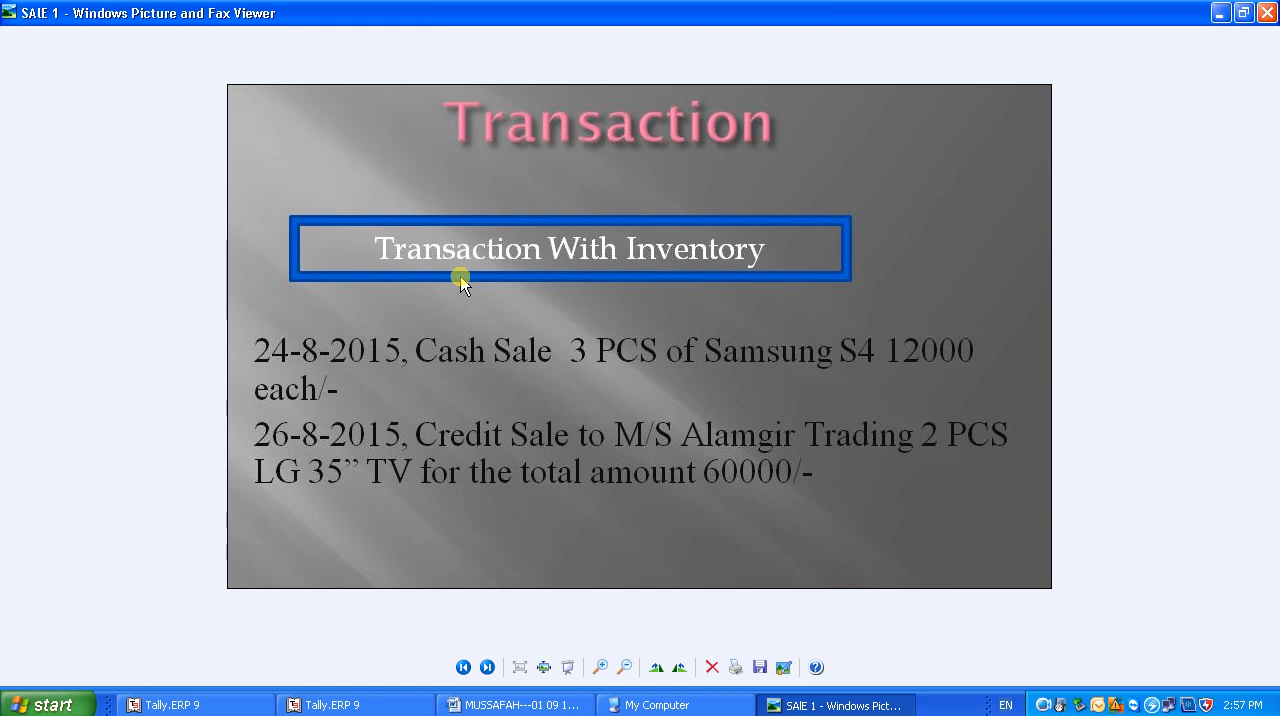 SAlE 1 - Windows Picture and Fax Viewer
Transaction
Transaction With Inventory
24-8-2015, Cash Sale  3 PCS of Samsung S4 12000
each/-
26-8-2015, Credit Sale to M/S Alamgir Trading 2 PCS
LG 35” TV for the total amount 60000/-
start
Tally.ERP 9
Tally.ERP 9
MUSSAFAH---01 09 1...
My Computer
SAlE 1 - Windows Pict...
EN
2:57 PM